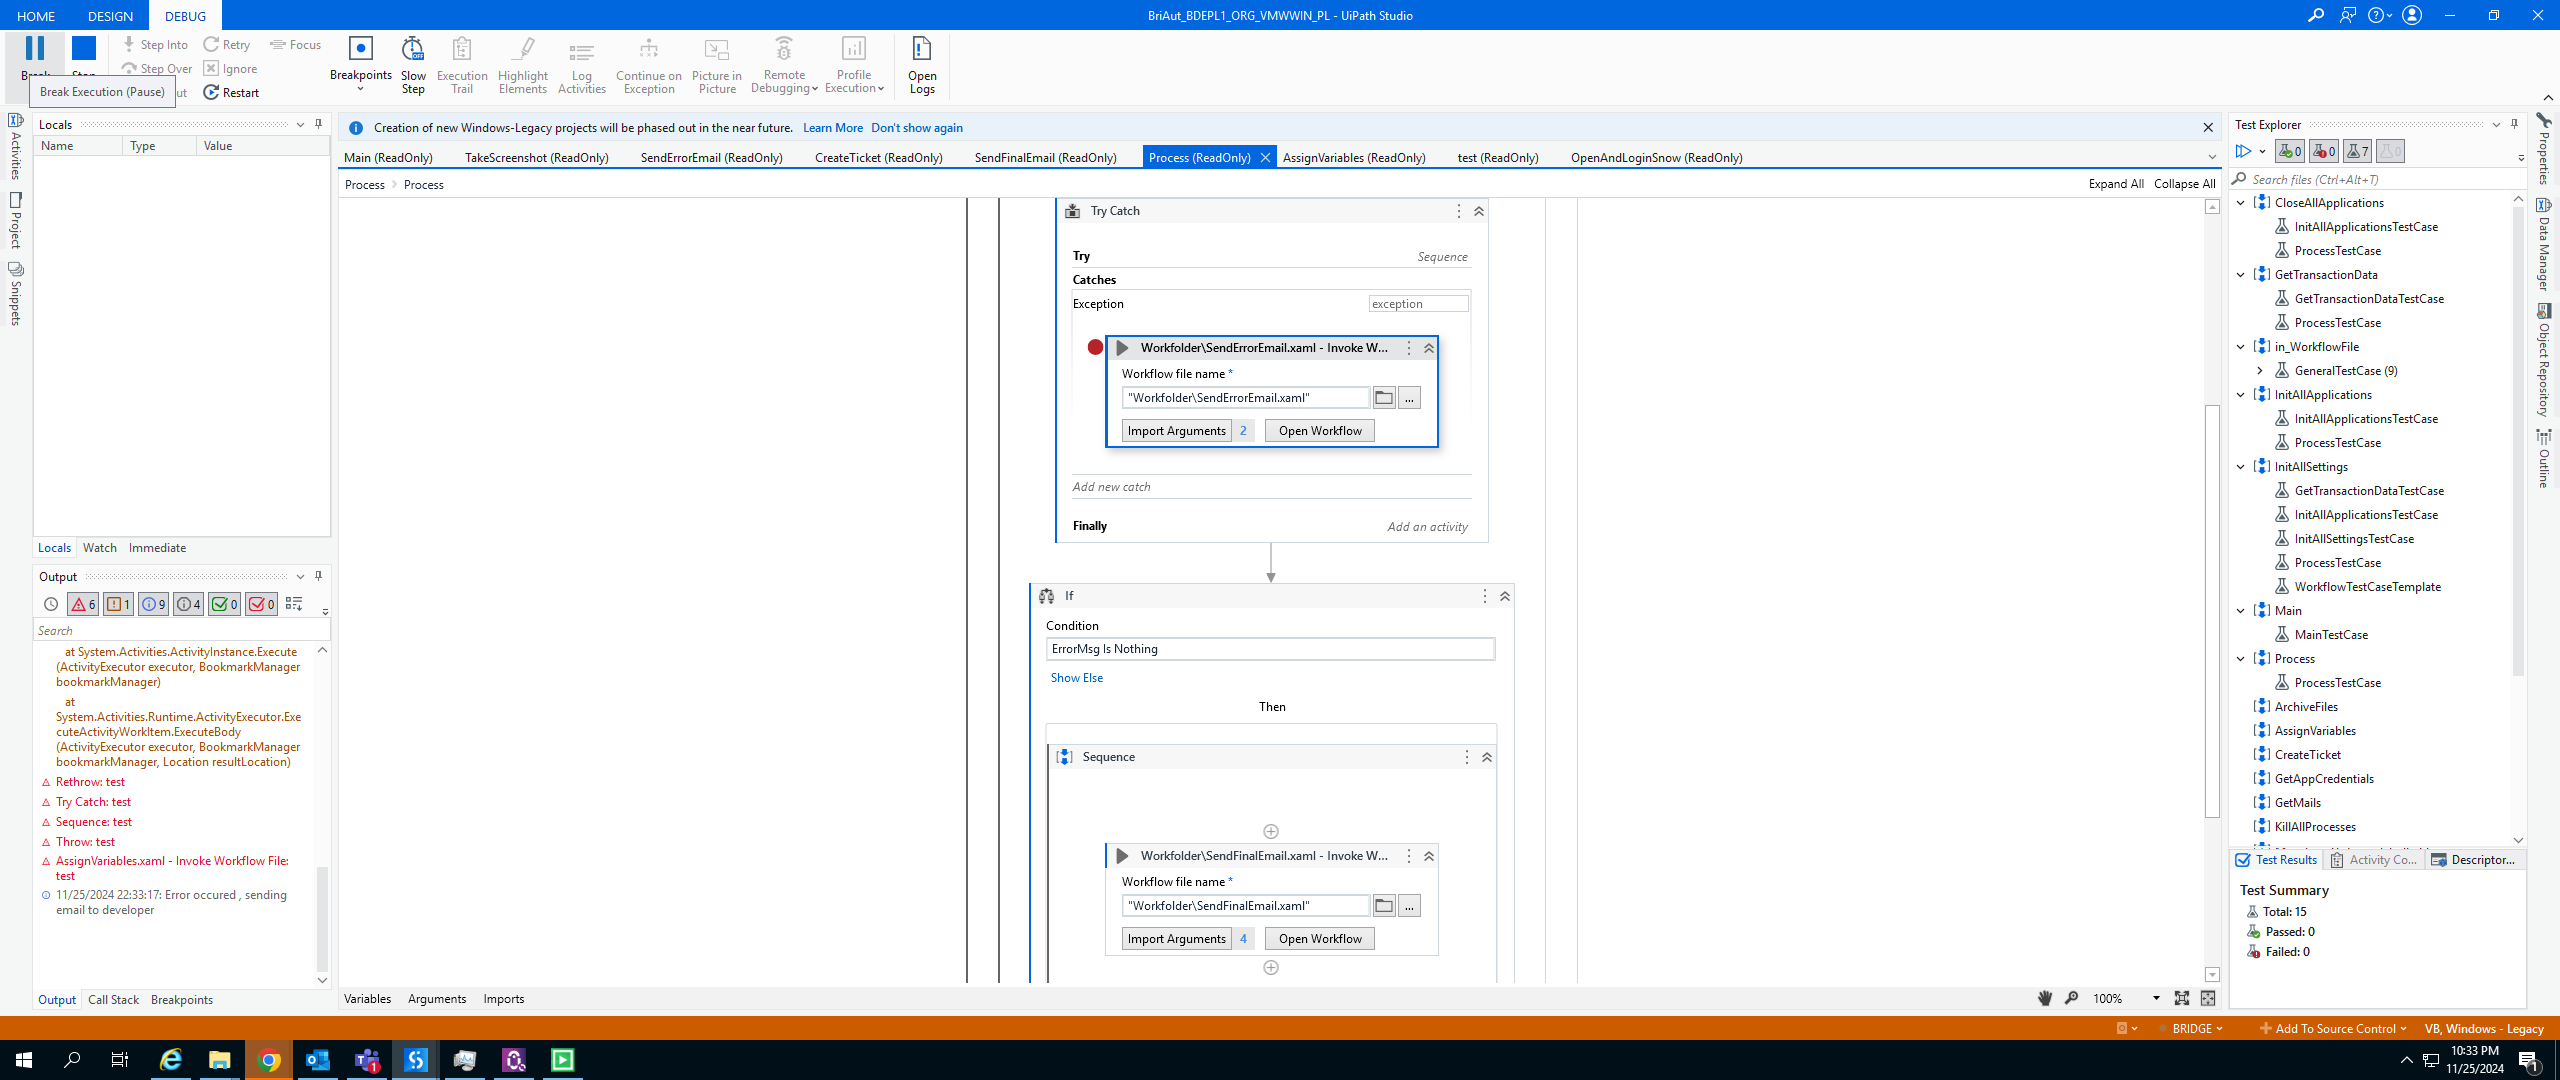 HOME DESIGN DEBUG BriAut_BDEPL1_ORG_VMWWIN_PL - UiPath Studio
Step Into Retry Focus
Step Over Ignore
Restart
Break Execution (Pause)
Breakpoints
Slow Step
Execution Trail
Highlight Elements
Log Activities
Continue on Exception
Picture in Picture
Remote Debugging
Profile Execution
Open Logs
Activities
Project
Snippets
Locals
Name Type Value
Locals Watch Immediate
Output
6 1 9 4 0 0
Search
at System.Activities.ActivityInstance.Execute
(ActivityExecutor executor, BookmarkManager
bookmarkManager)
at
System.Activities.Runtime.ActivityExecutor.Exe
cuteActivityWorkItem.ExecuteBody
(ActivityExecutor executor, BookmarkManager
bookmarkManager, Location resultLocation)
Rethrow: test
Try Catch: test
Sequence: test
Throw: test
AssignVariables.xaml - Invoke Workflow File:
test
11/25/2024 22:33:17: Error occured , sending
email to developer
Output Call Stack Breakpoints
Creation of new Windows-Legacy projects will be phased out in the near future. Learn More Don't show again
Main (ReadOnly) TakeScreenshot (ReadOnly) SendErrorEmail (ReadOnly) CreateTicket (ReadOnly) SendFinalEmail (ReadOnly) Process (ReadOnly) AssignVariables (ReadOnly) test (ReadOnly) OpenAndLoginSnow (ReadOnly)
Process > Process Expand All Collapse All
Try Catch
Try Sequence
Catches
Exception exception
Workfolder\SendErrorEmail.xaml - Invoke W...
Workflow file name *
"Workfolder\SendErrorEmail.xaml" ...
Import Arguments 2 Open Workflow
Add new catch
Finally Add an activity
If
Condition
ErrorMsg Is Nothing
Show Else
Then
Sequence
Workfolder\SendFinalEmail.xaml - Invoke W...
Workflow file name *
"Workfolder\SendFinalEmail.xaml" ...
Import Arguments 4 Open Workflow
Variables Arguments Imports 100%
Test Explorer
0 0 7 0
Search files (Ctrl+Alt+T)
CloseAllApplications
InitAllApplicationsTestCase
ProcessTestCase
GetTransactionData
GetTransactionDataTestCase
ProcessTestCase
in_WorkflowFile
GeneralTestCase (9)
InitAllApplications
InitAllApplicationsTestCase
ProcessTestCase
InitAllSettings
GetTransactionDataTestCase
InitAllApplicationsTestCase
InitAllSettingsTestCase
ProcessTestCase
WorkflowTestCaseTemplate
Main
MainTestCase
Process
ProcessTestCase
ArchiveFiles
AssignVariables
CreateTicket
GetAppCredentials
GetMails
KillAllProcesses
Test Results Activity Co... Descriptor...
Test Summary
Total: 15
Passed: 0
Failed: 0
Properties
Data Manager
Object Repository
Outline
BRIDGE Add To Source Control VB, Windows - Legacy
10:33 PM
11/25/2024
1
1